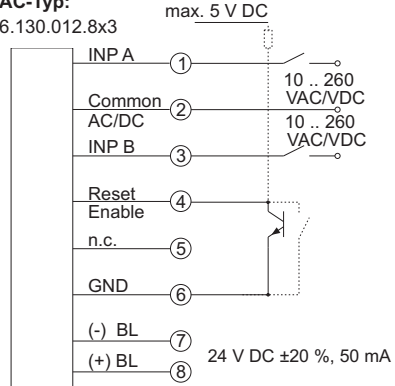 AC-Typ:
6.130.012.8x3
max. 5 V DC
INP A
1
10 .. 260
VAC/VDC
Common
AC/DC
2
10 .. 260
VAC/VDC
INP B
3
Reset
Enable
4
n.c.
5
GND
6
(-) BL
7
(+) BL
8
24 V DC ±20 %, 50 mA